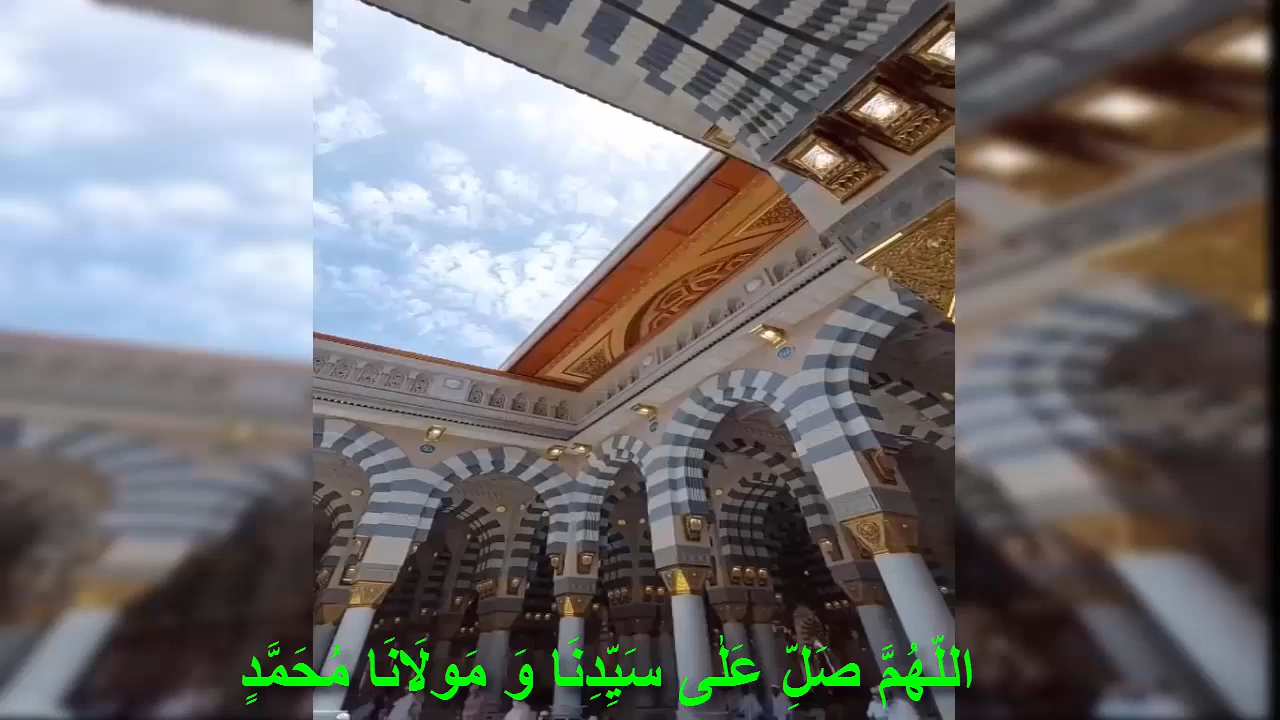 اللّٰهُمَّ صَلِّ عَلٰى سَيِّدِنَا وَ مَولَانَا مُحَمَّدٍ